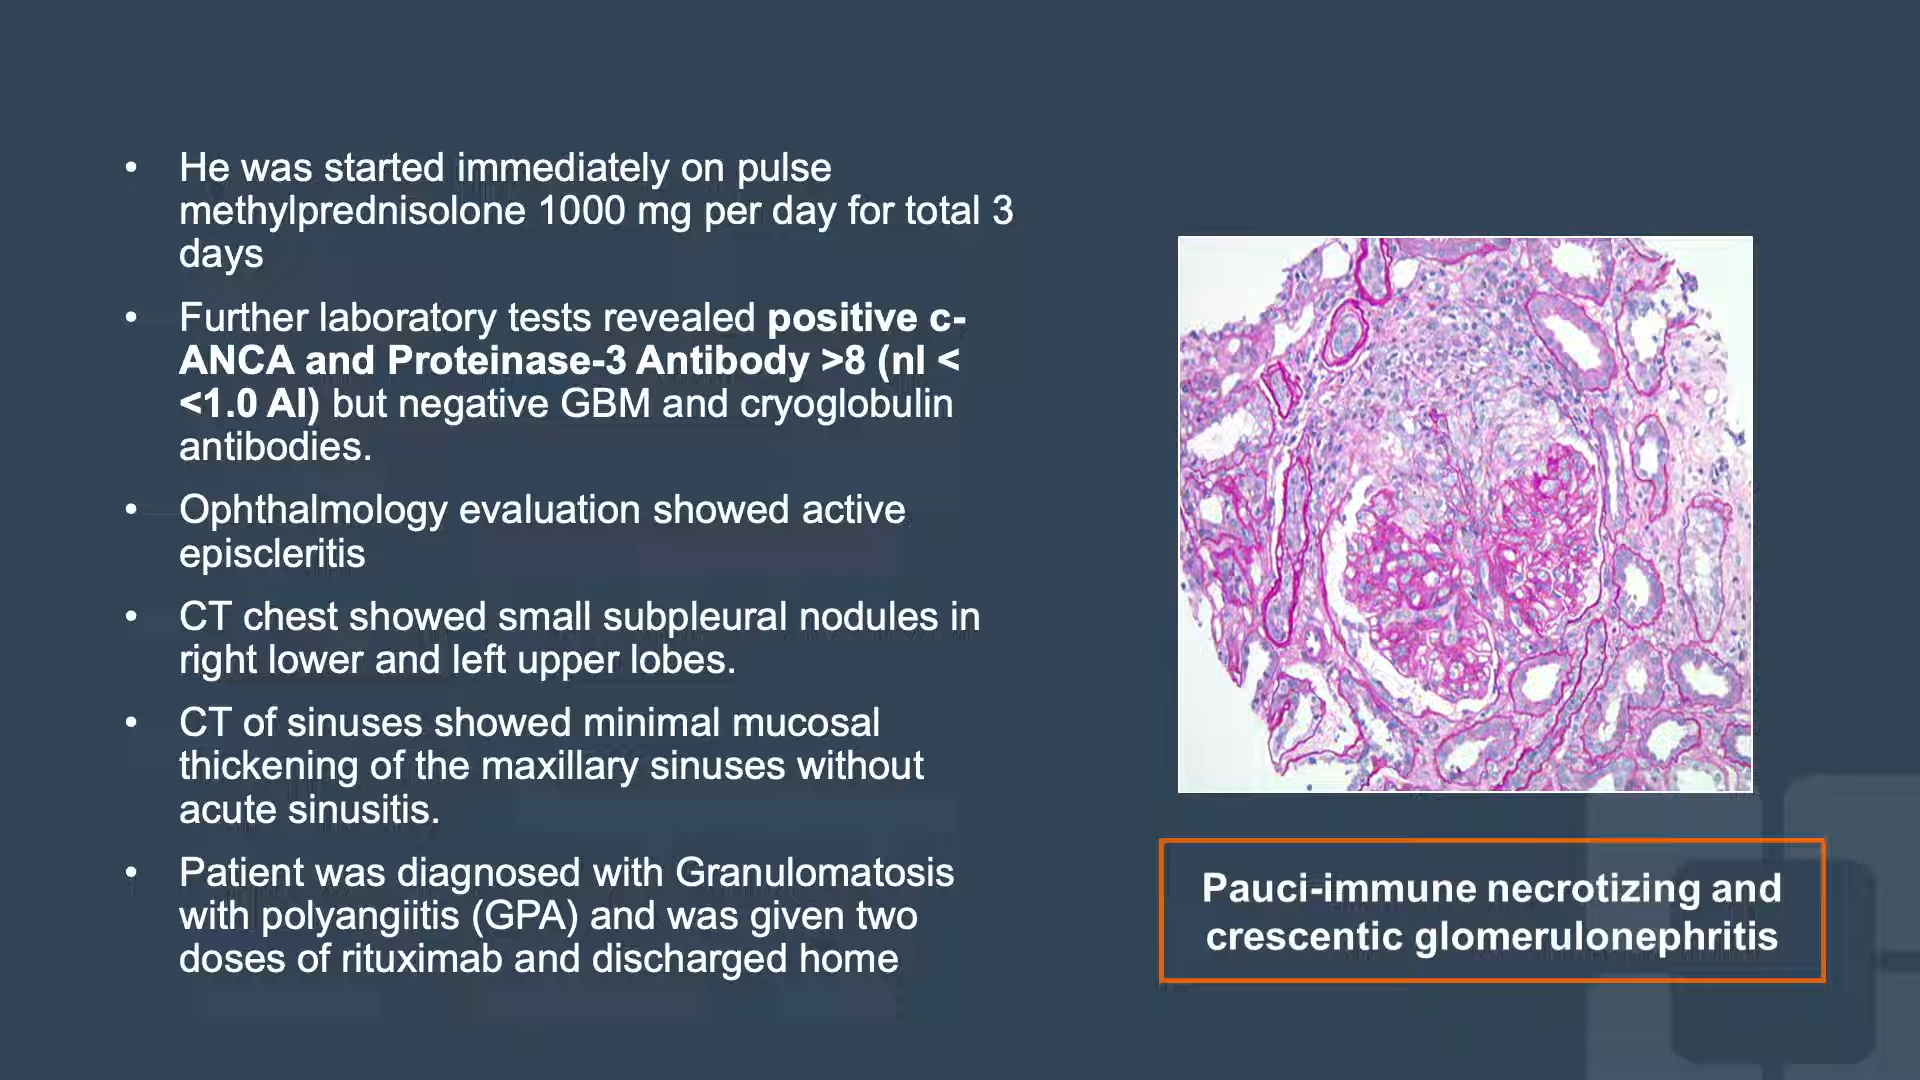 • He was started immediately on pulse
methylprednisolone 1000 mg per day for total 3
days
• Further laboratory tests revealed positive c-
ANCA and Proteinase-3 Antibody >8 (nl <
<1.0 AI) but negative GBM and cryoglobulin
antibodies.
• Ophthalmology evaluation showed active
episcleritis
• CT chest showed small subpleural nodules in
right lower and left upper lobes.
• CT of sinuses showed minimal mucosal
thickening of the maxillary sinuses without
acute sinusitis.
• Patient was diagnosed with Granulomatosis
with polyangiitis (GPA) and was given two
doses of rituximab and discharged home
Pauci-immune necrotizing and
crescentic glomerulonephritis